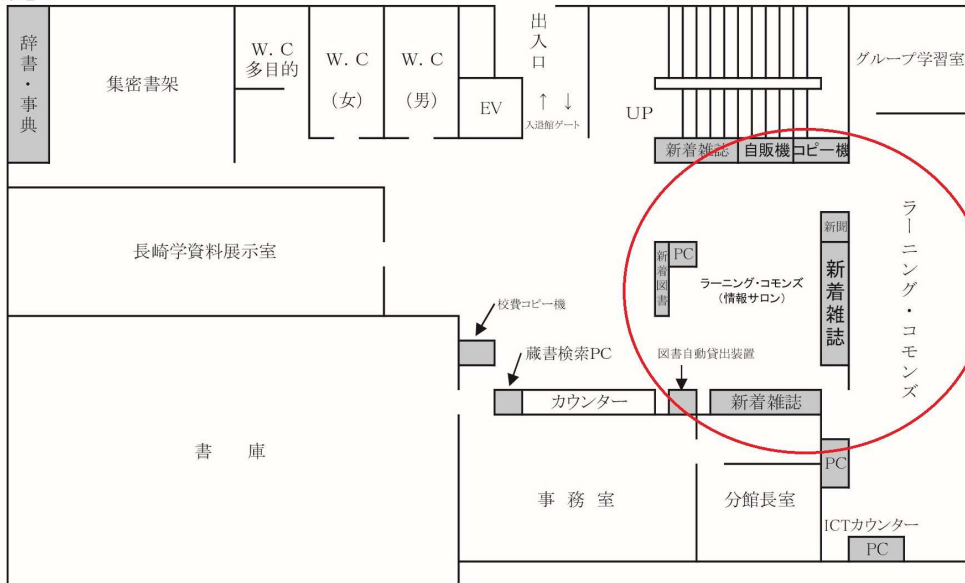 辞書・事典
集密書架
W.C
多目的
W.C
(女)
W.C
(男)
EV
出入口
↑ ↓
入退館ゲート
UP
新着雑誌
自販機
コピー機
グループ学習室
長崎学資料展示室
新着図書
PC
ラーニング・コモンズ
(情報サロン)
新聞
新着雑誌
ラーニング・コモンズ
校費コピー機
蔵書検索PC
図書自動貸出装置
カウンター
新着雑誌
書 庫
事 務 室
分館長室
PC
ICTカウンター
PC